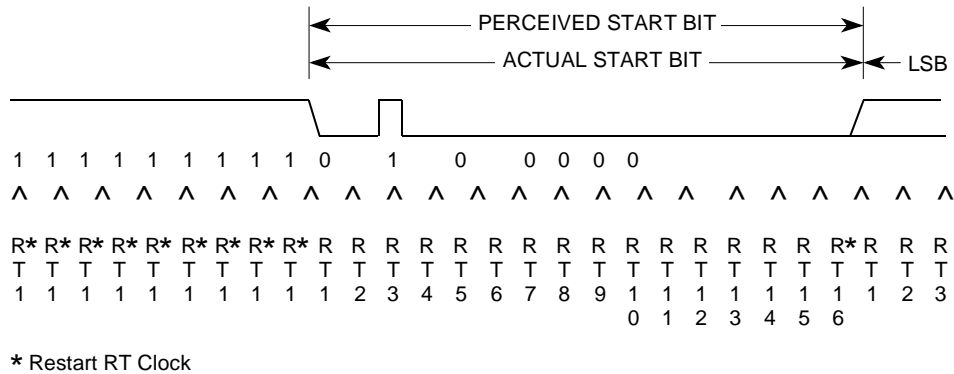 PERCEIVED START BIT
ACTUAL START BIT
LSB
1 1 1 1 1 1 1 1 1 0 1 0 0 0 0 0
^ ^ ^ ^ ^ ^ ^ ^ ^ ^ ^ ^ ^ ^ ^ ^ ^ ^ ^ ^ ^ ^ ^ ^ ^ ^ ^ ^
R* R* R* R* R* R* R* R* R* R R R R R R R R R R R R R R R R* R R R
T T T T T T T T T T T T T T T T T T T T T T T T T T T T
1 1 1 1 1 1 1 1 1 1 2 3 4 5 6 7 8 9 1 1 1 1 1 1 1 1 2 3
0 1 2 3 4 5 6
* Restart RT Clock